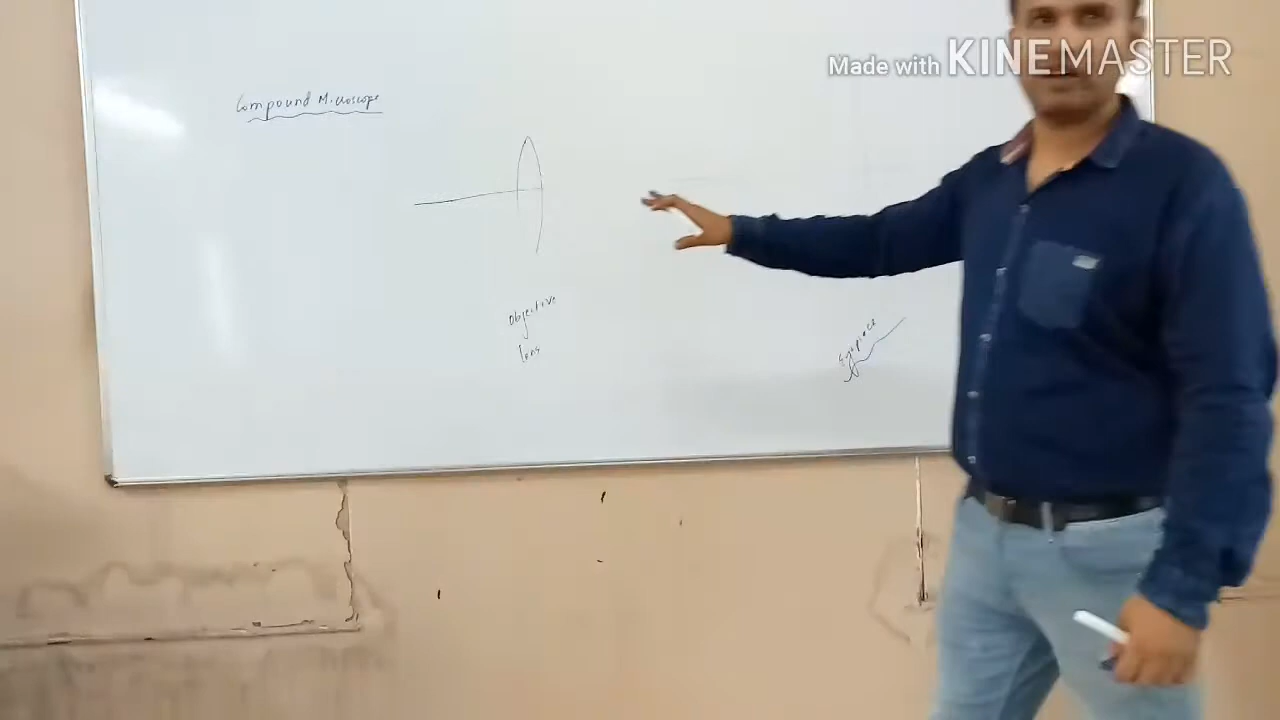 Made with KINEMASTER
Compound Microscope
Objective
lens
Eyepiece